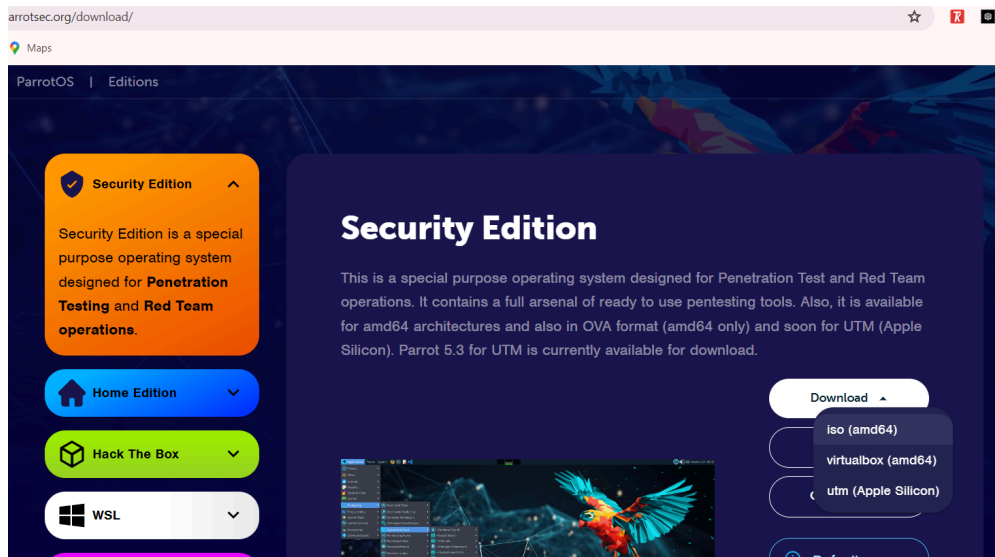 arrotsec.org/download/
Maps
ParrotOS | Editions
Security Edition
Security Edition is a special
purpose operating system
designed for Penetration
Testing and Red Team
operations.
Home Edition
Hack The Box
WSL
Security Edition
This is a special purpose operating system designed for Penetration Test and Red Team
operations. It contains a full arsenal of ready to use pentesting tools. Also, it is available
for amd64 architectures and also in OVA format (amd64 only) and soon for UTM (Apple
Silicon). Parrot 5.3 for UTM is currently available for download.
Download
iso (amd64)
virtualbox (amd64)
utm (Apple Silicon)